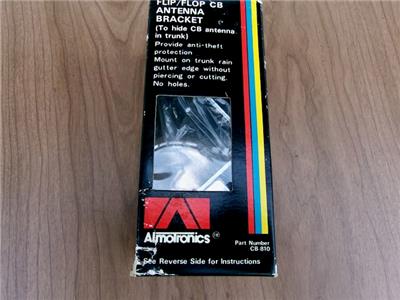 FLIP/FLOP CB
ANTENNA
BRACKET
(To hide CB antenna
in trunk)
Provide anti-theft
protection
Mount on trunk rain
gutter edge without
piercing or cutting.
No holes.
Almotronics ®
Part Number
CB-810
See Reverse Side for Instructions